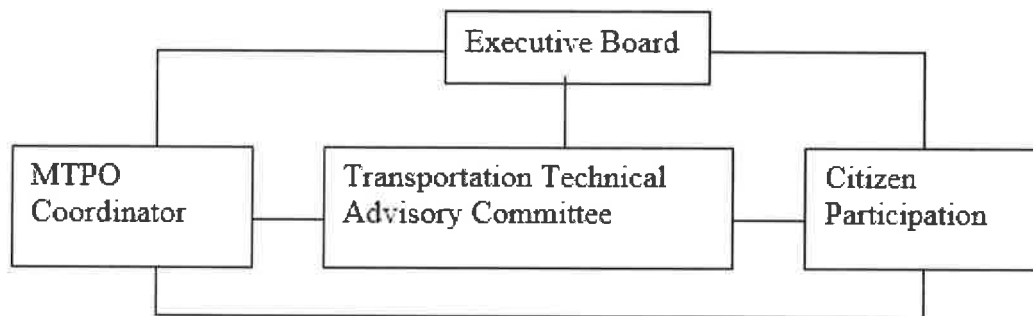 Executive Board
MTPO
Coordinator
Transportation Technical
Advisory Committee
Citizen
Participation